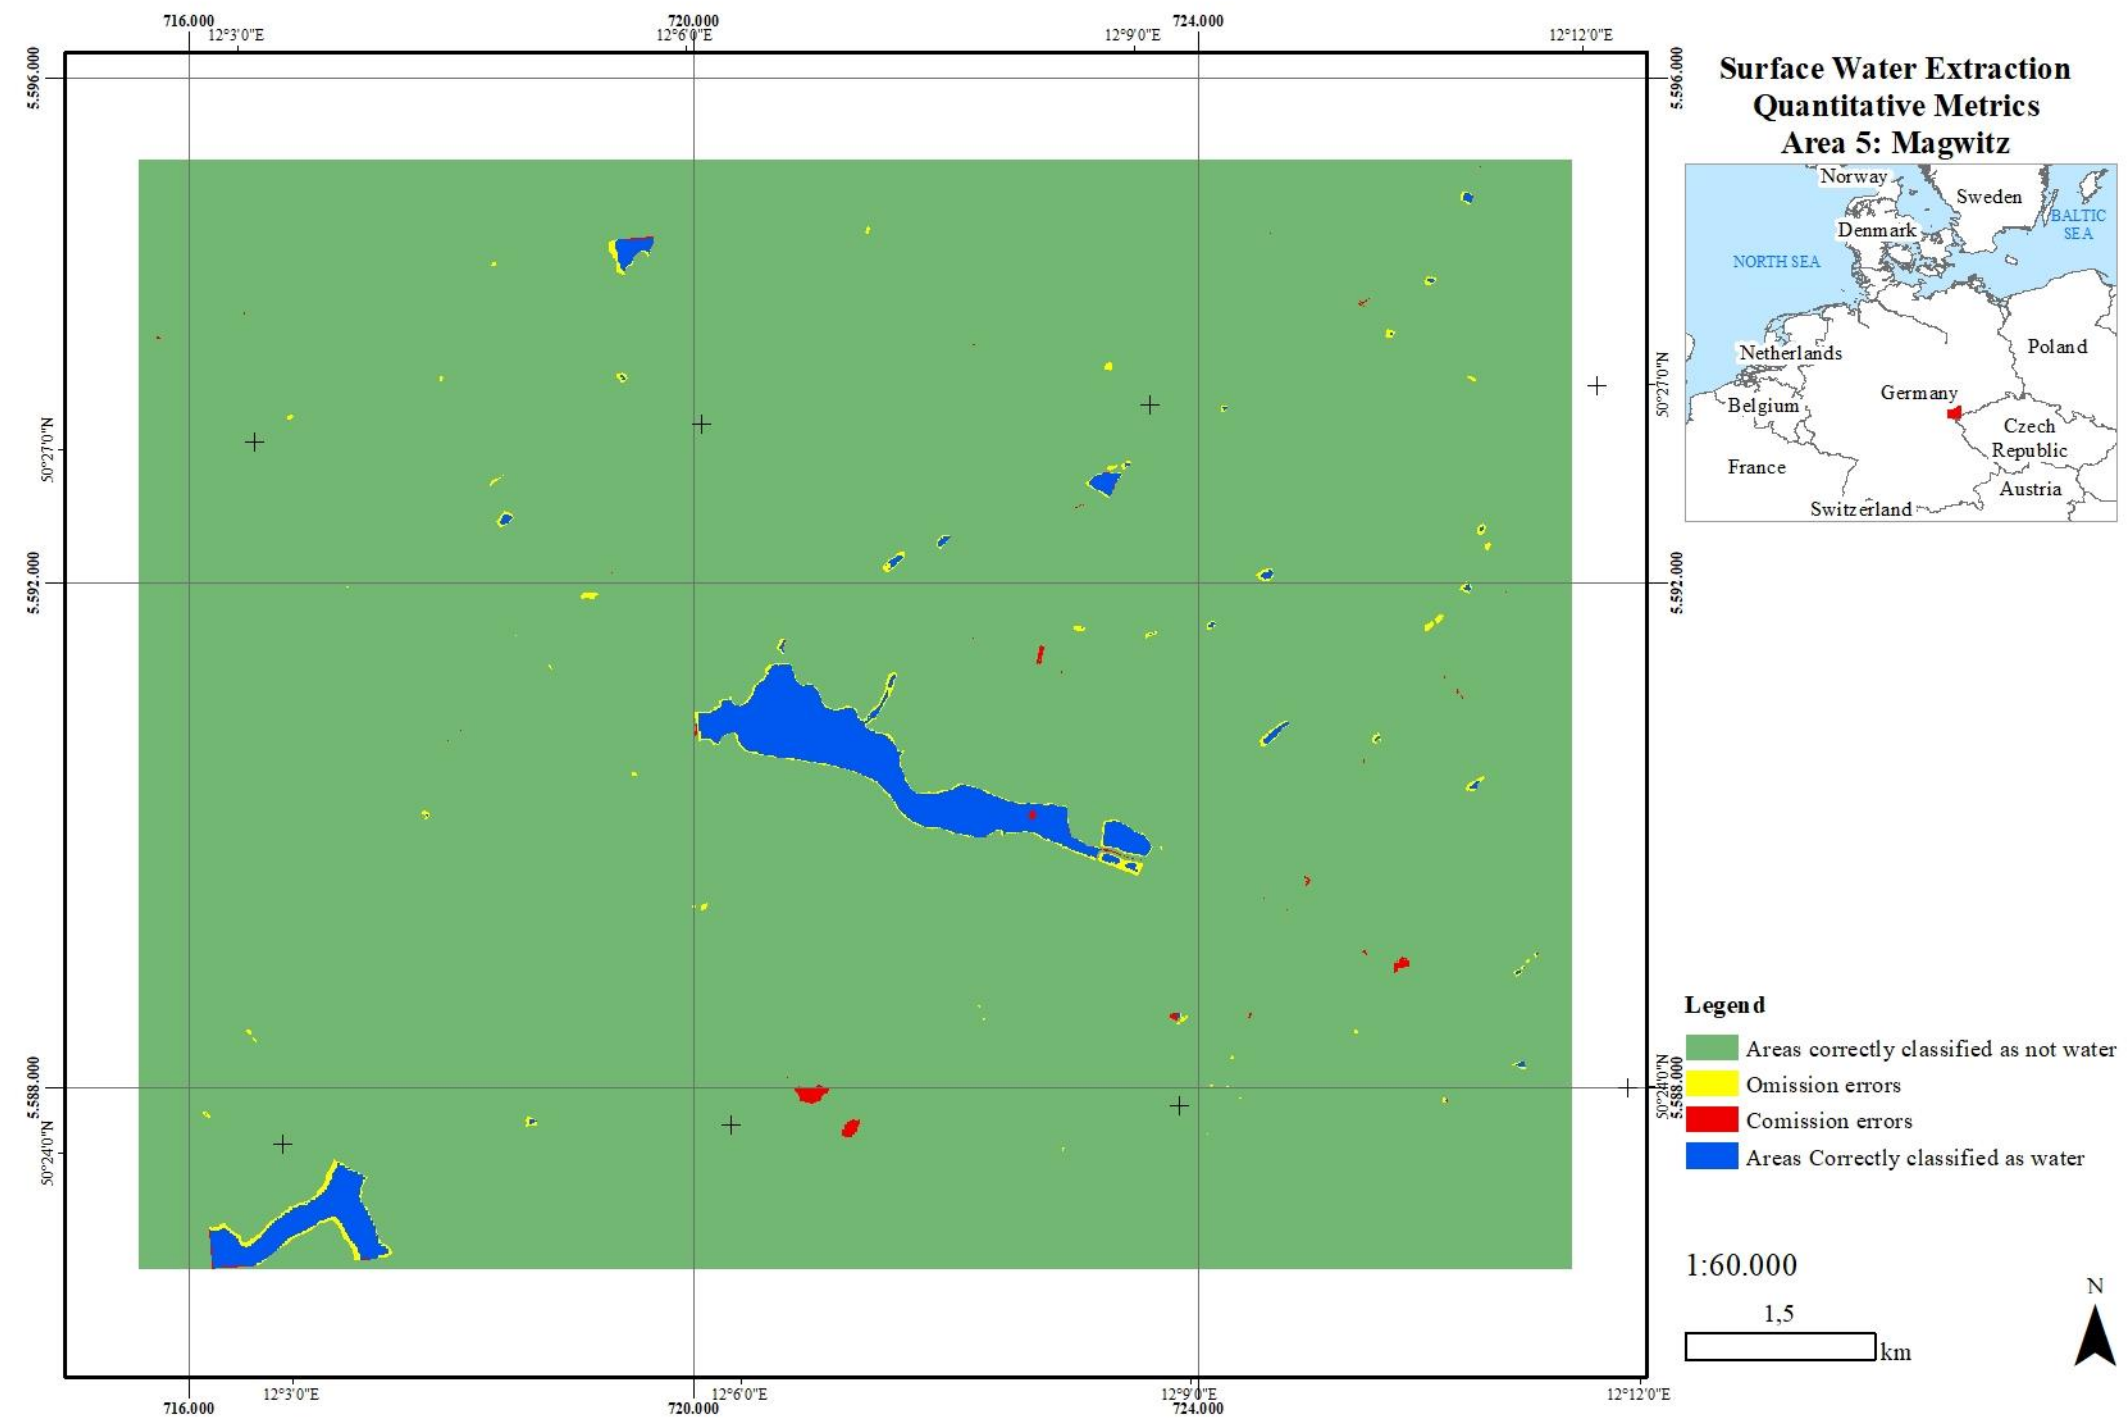 716.000
720.000
724.000
12°3'0"E
12°6'0"E
12°9'0"E
12°12'0"E
5.596.000
5.596.000
Surface Water Extraction
Quantitative Metrics
Area 5: Magwitz
Norway
Sweden
BALTIC
SEA
Denmark
NORTH SEA
Netherlands
Poland
Germany
Belgium
Czech
Republic
France
Austria
Switzerland
50°27'0"N
50°27'0"N
5.592.000
5.592.000
Legend
Areas correctly classified as not water
Omission errors
Comission errors
Areas Correctly classified as water
5.588.000
5.588.000
50°24'0"N
50°24'0"N
1:60.000
1,5
km
N
12°3'0"E
12°6'0"E
12°9'0"E
12°12'0"E
716.000
720.000
724.000